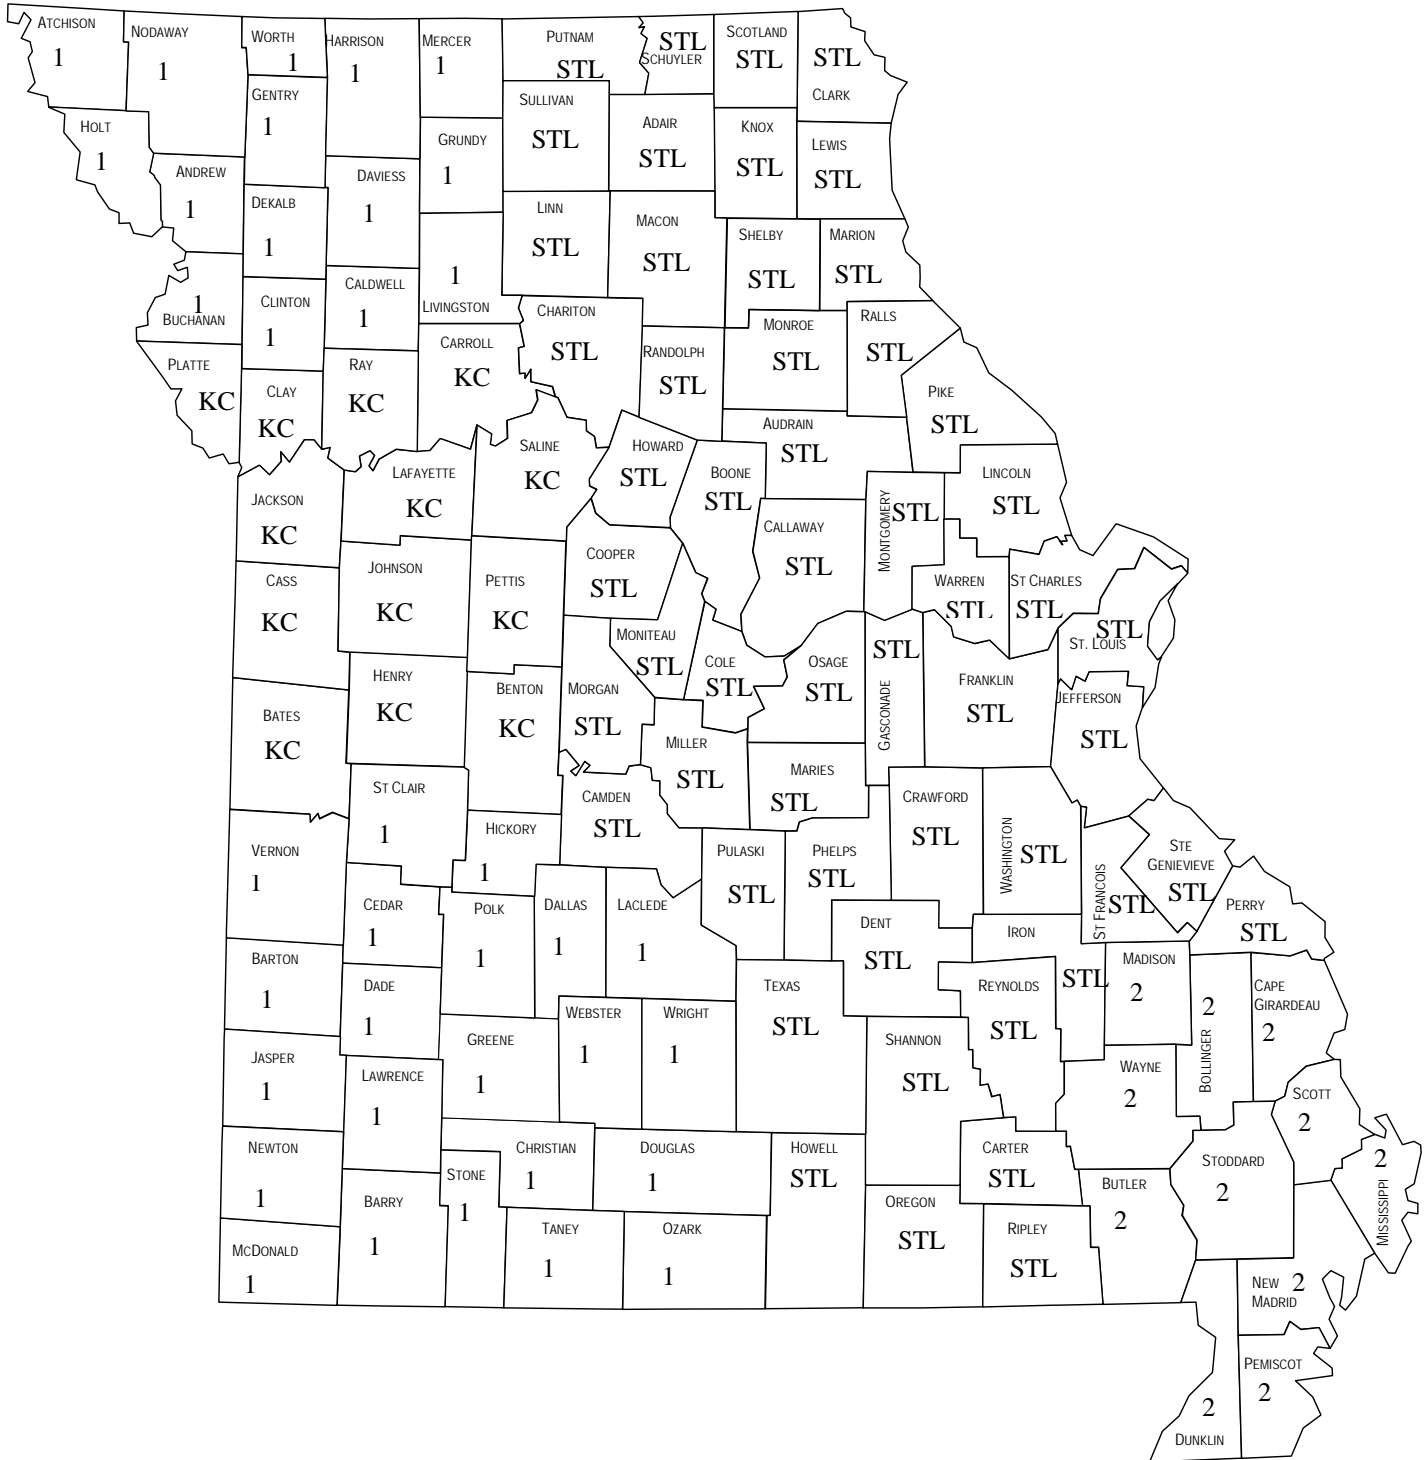 ATCHISON
1
NODAWAY
1
WORTH
1
HARRISON
1
MERCER
1
PUTNAM
STL
STL
SCHUYLER
SCOTLAND
STL
STL
CLARK
HOLT
1
GENTRY
1
GRUNDY
1
SULLIVAN
STL
ADAIR
STL
KNOX
STL
LEWIS
STL
ANDREW
1
DEKALB
1
DAVIESS
1
1
LIVINGSTON
LINN
STL
MACON
STL
SHELBY
STL
MARION
STL
1
BUCHANAN
CLINTON
1
CALDWELL
1
CARROLL
KC
CHARITON
STL
RANDOLPH
STL
MONROE
STL
RALLS
STL
PLATTE
KC
CLAY
KC
RAY
KC
PIKE
STL
SALINE
KC
HOWARD
STL
BOONE
STL
AUDRAIN
STL
LINCOLN
STL
JACKSON
KC
LAFAYETTE
KC
COOPER
STL
CALLAWAY
STL
MONTGOMERY
STL
WARREN
STL
ST CHARLES
STL
STL
ST. LOUIS
CASS
KC
JOHNSON
KC
PETTIS
KC
MONITEAU
STL
COLE
STL
OSAGE
STL
STL
GASCONADE
FRANKLIN
STL
JEFFERSON
STL
BATES
KC
HENRY
KC
BENTON
KC
MORGAN
STL
MILLER
STL
MARIES
STL
VERNON
1
ST CLAIR
1
HICKORY
1
CAMDEN
STL
PULASKI
STL
PHELPS
STL
CRAWFORD
STL
WASHINGTON
STL
ST FRANCOIS
STL
STE
GENIEVIEVE
STL
PERRY
STL
CEDAR
1
POLK
1
DALLAS
1
LACLEDE
1
DENT
STL
IRON
STL
MADISON
2
2
BOLLINGER
CAPE
GIRARDEAU
2
BARTON
1
DADE
1
GREENE
1
WEBSTER
1
WRIGHT
1
TEXAS
STL
SHANNON
STL
REYNOLDS
STL
WAYNE
2
SCOTT
2
JASPER
1
LAWRENCE
1
NEWTON
1
BARRY
1
STONE
1
CHRISTIAN
1
DOUGLAS
1
HOWELL
STL
CARTER
STL
BUTLER
2
STODDARD
2
2
MISSISSIPPI
MCDONALD
1
TANEY
1
OZARK
1
OREGON
STL
RIPLEY
STL
NEW
MADRID
2
PEMISCOT
2
2
DUNKLIN